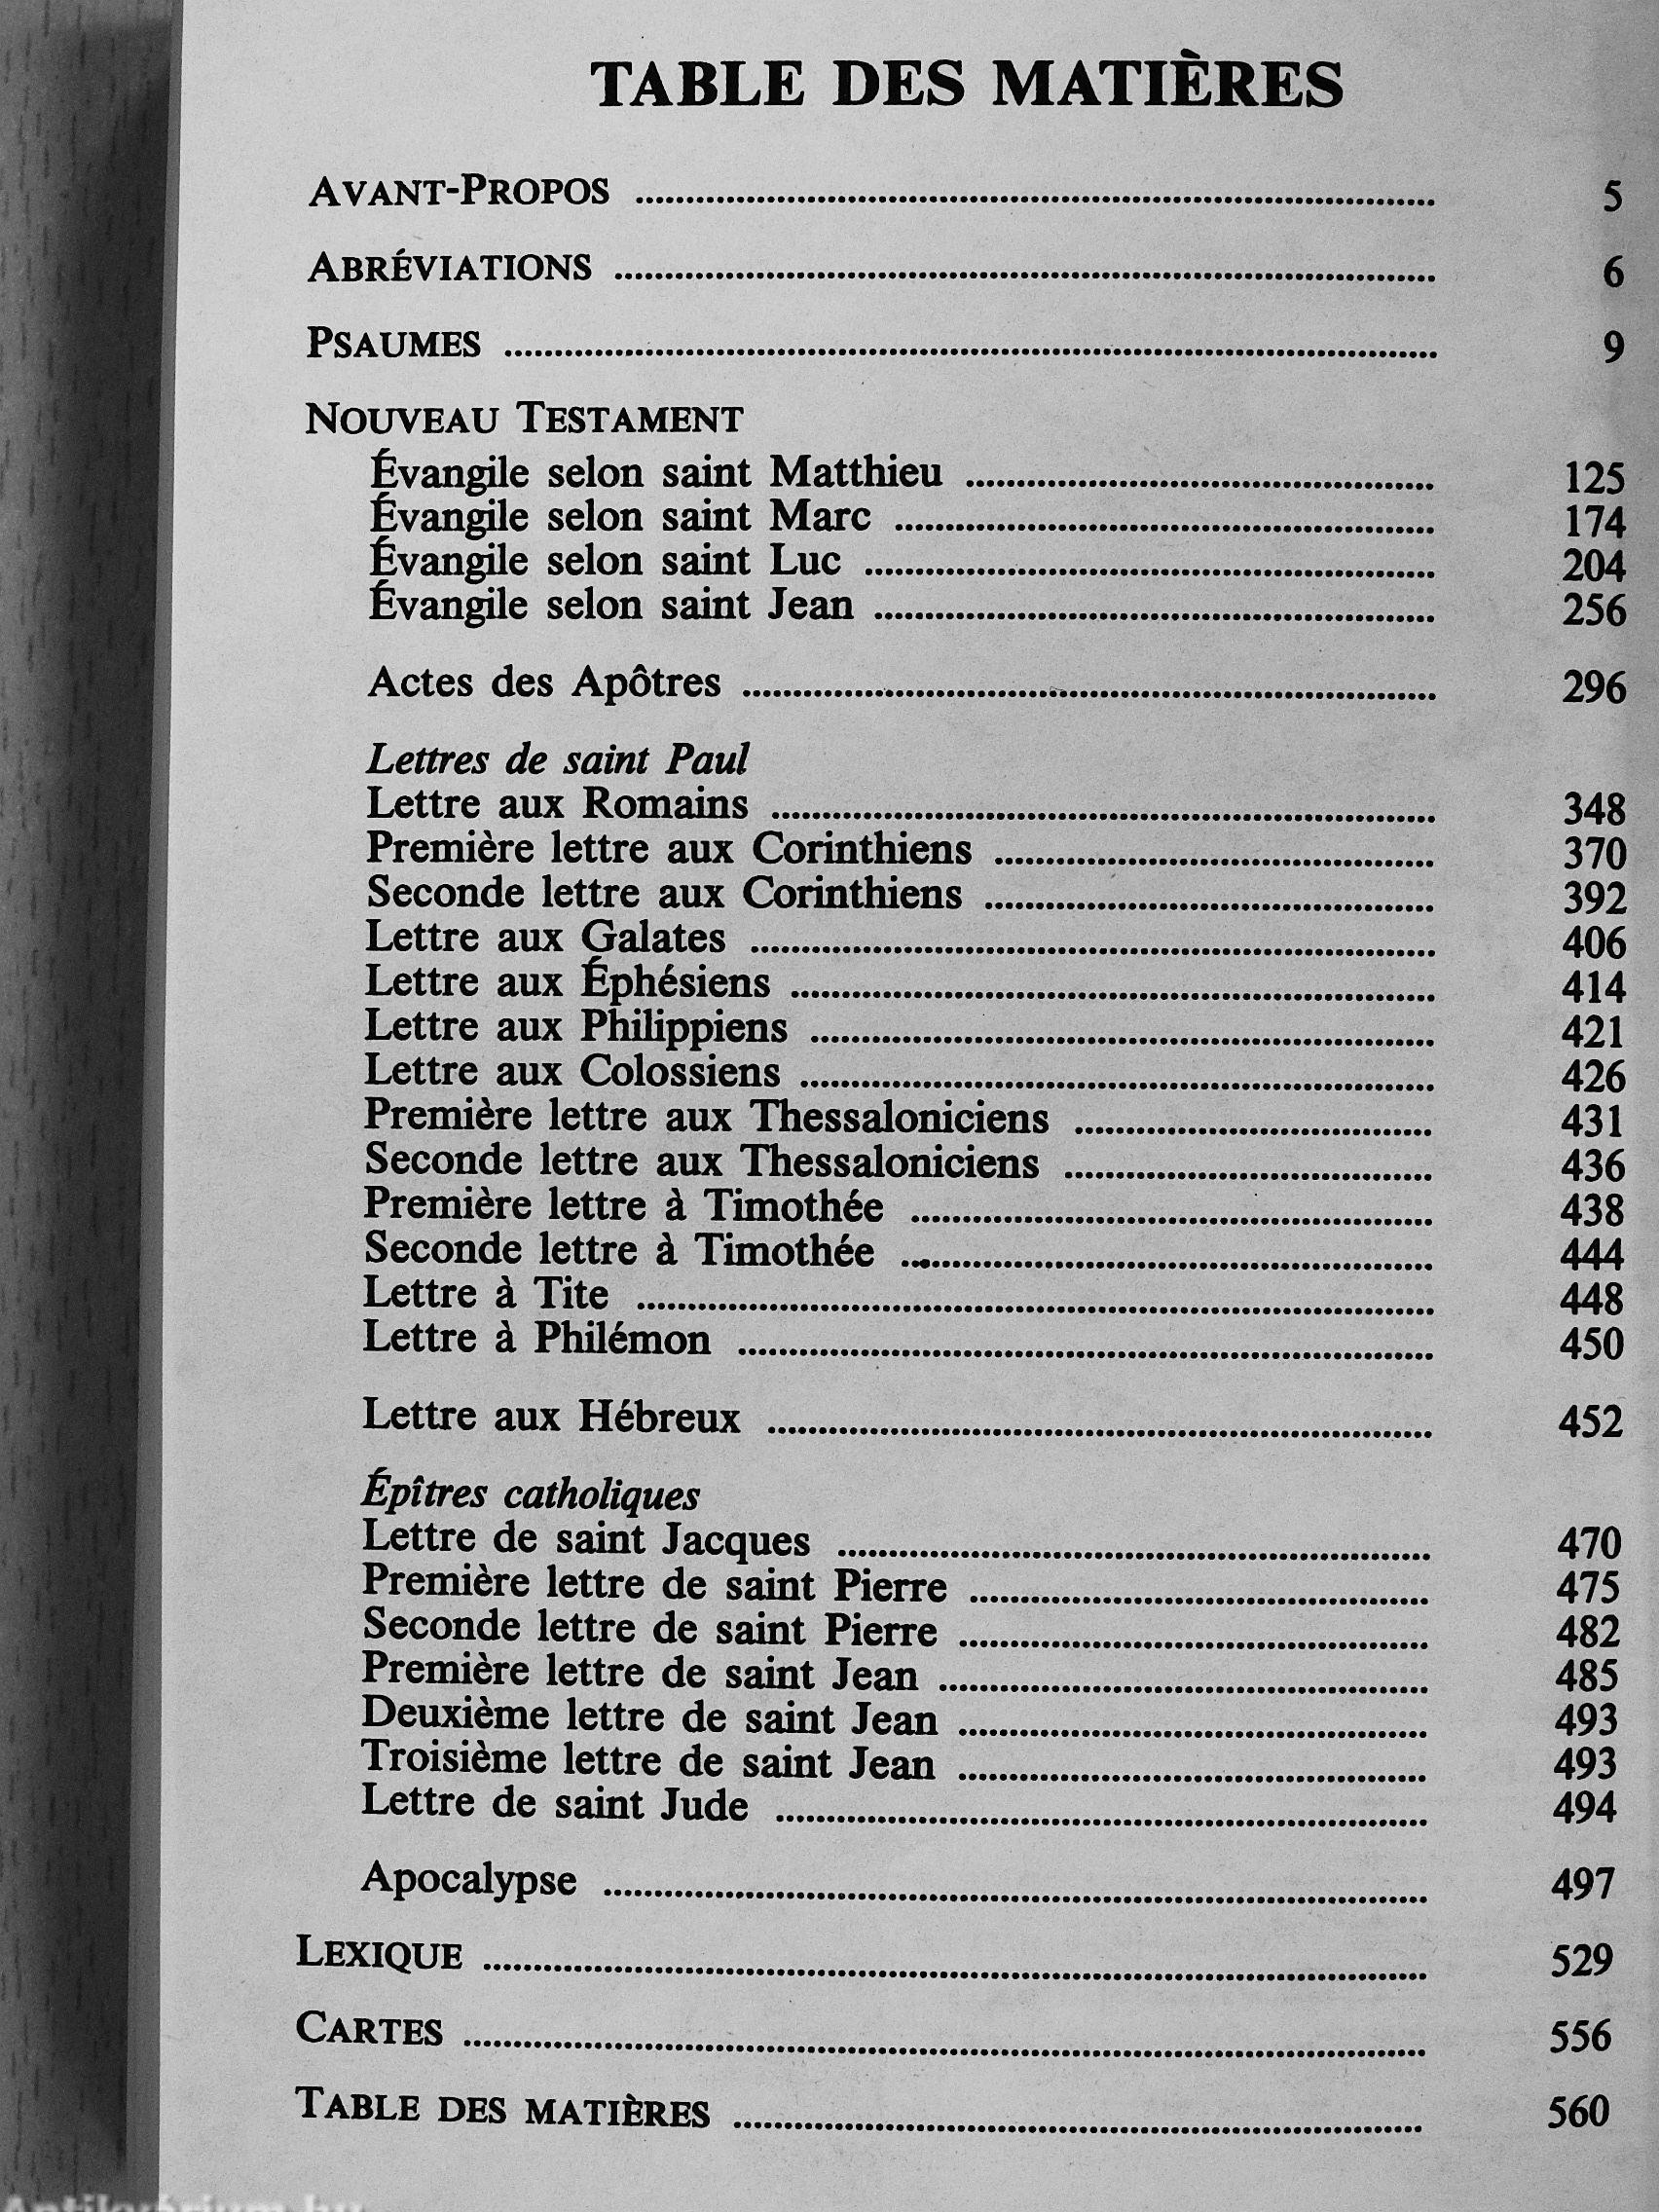 TABLE DES MATIÈRES
AVANT-PROPOS ........ 5
ABRÉVIATIONS ........ 6
PSAUMES ........ 9
NOUVEAU TESTAMENT
Évangile selon saint Matthieu ........ 125
Évangile selon saint Marc ........ 174
Évangile selon saint Luc ........ 204
Évangile selon saint Jean ........ 256
Actes des Apôtres ........ 296
Lettres de saint Paul
Lettre aux Romains ........ 348
Première lettre aux Corinthiens ........ 370
Seconde lettre aux Corinthiens ........ 392
Lettre aux Galates ........ 406
Lettre aux Éphésiens ........ 414
Lettre aux Philippiens ........ 421
Lettre aux Colossiens ........ 426
Première lettre aux Thessaloniciens ........ 431
Seconde lettre aux Thessaloniciens ........ 436
Première lettre à Timothée ........ 438
Seconde lettre à Timothée ........ 444
Lettre à Tite ........ 448
Lettre à Philémon ........ 450
Lettre aux Hébreux ........ 452
Épîtres catholiques
Lettre de saint Jacques ........ 470
Première lettre de saint Pierre ........ 475
Seconde lettre de saint Pierre ........ 482
Première lettre de saint Jean ........ 485
Deuxième lettre de saint Jean ........ 493
Troisième lettre de saint Jean ........ 493
Lettre de saint Jude ........ 494
Apocalypse ........ 497
LEXIQUE ........ 529
CARTES ........ 556
TABLE DES MATIÈRES ........ 560